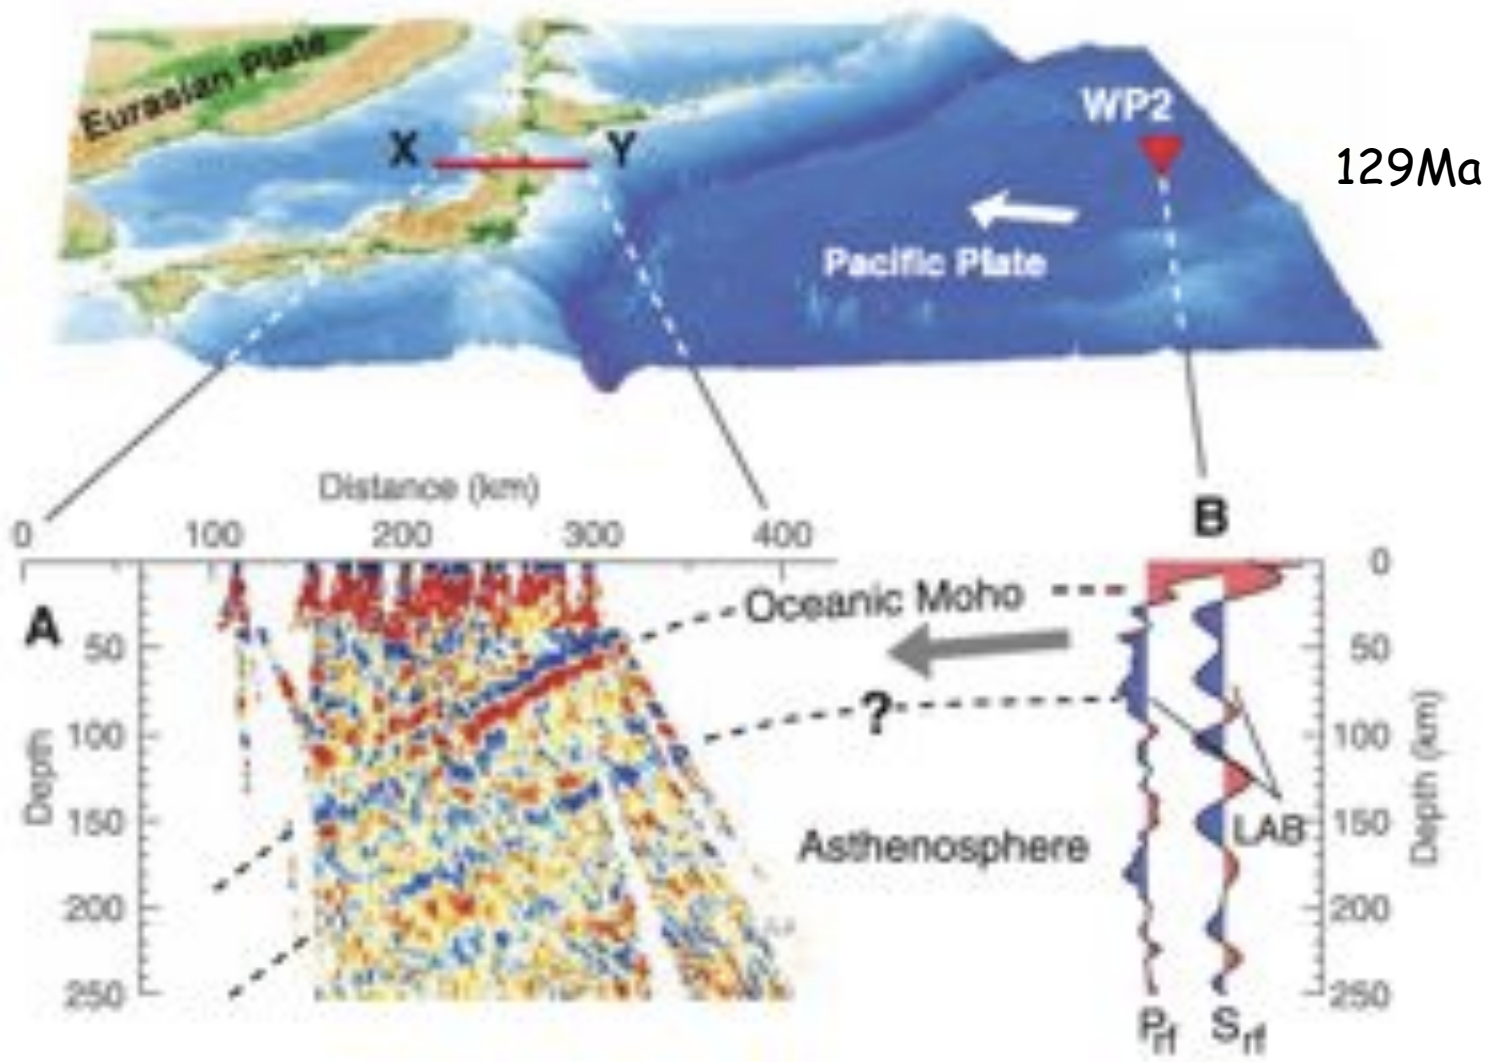 Eurasian Plate
X
Y
WP2
129Ma
Pacific Plate
Distance (km)
0 100 200 300 400
B
A
Oceanic Moho
0
50
50
?
100
100
Depth
Depth (km)
150
150
Asthenosphere
LAB
200
200
250
250
Prf Srf